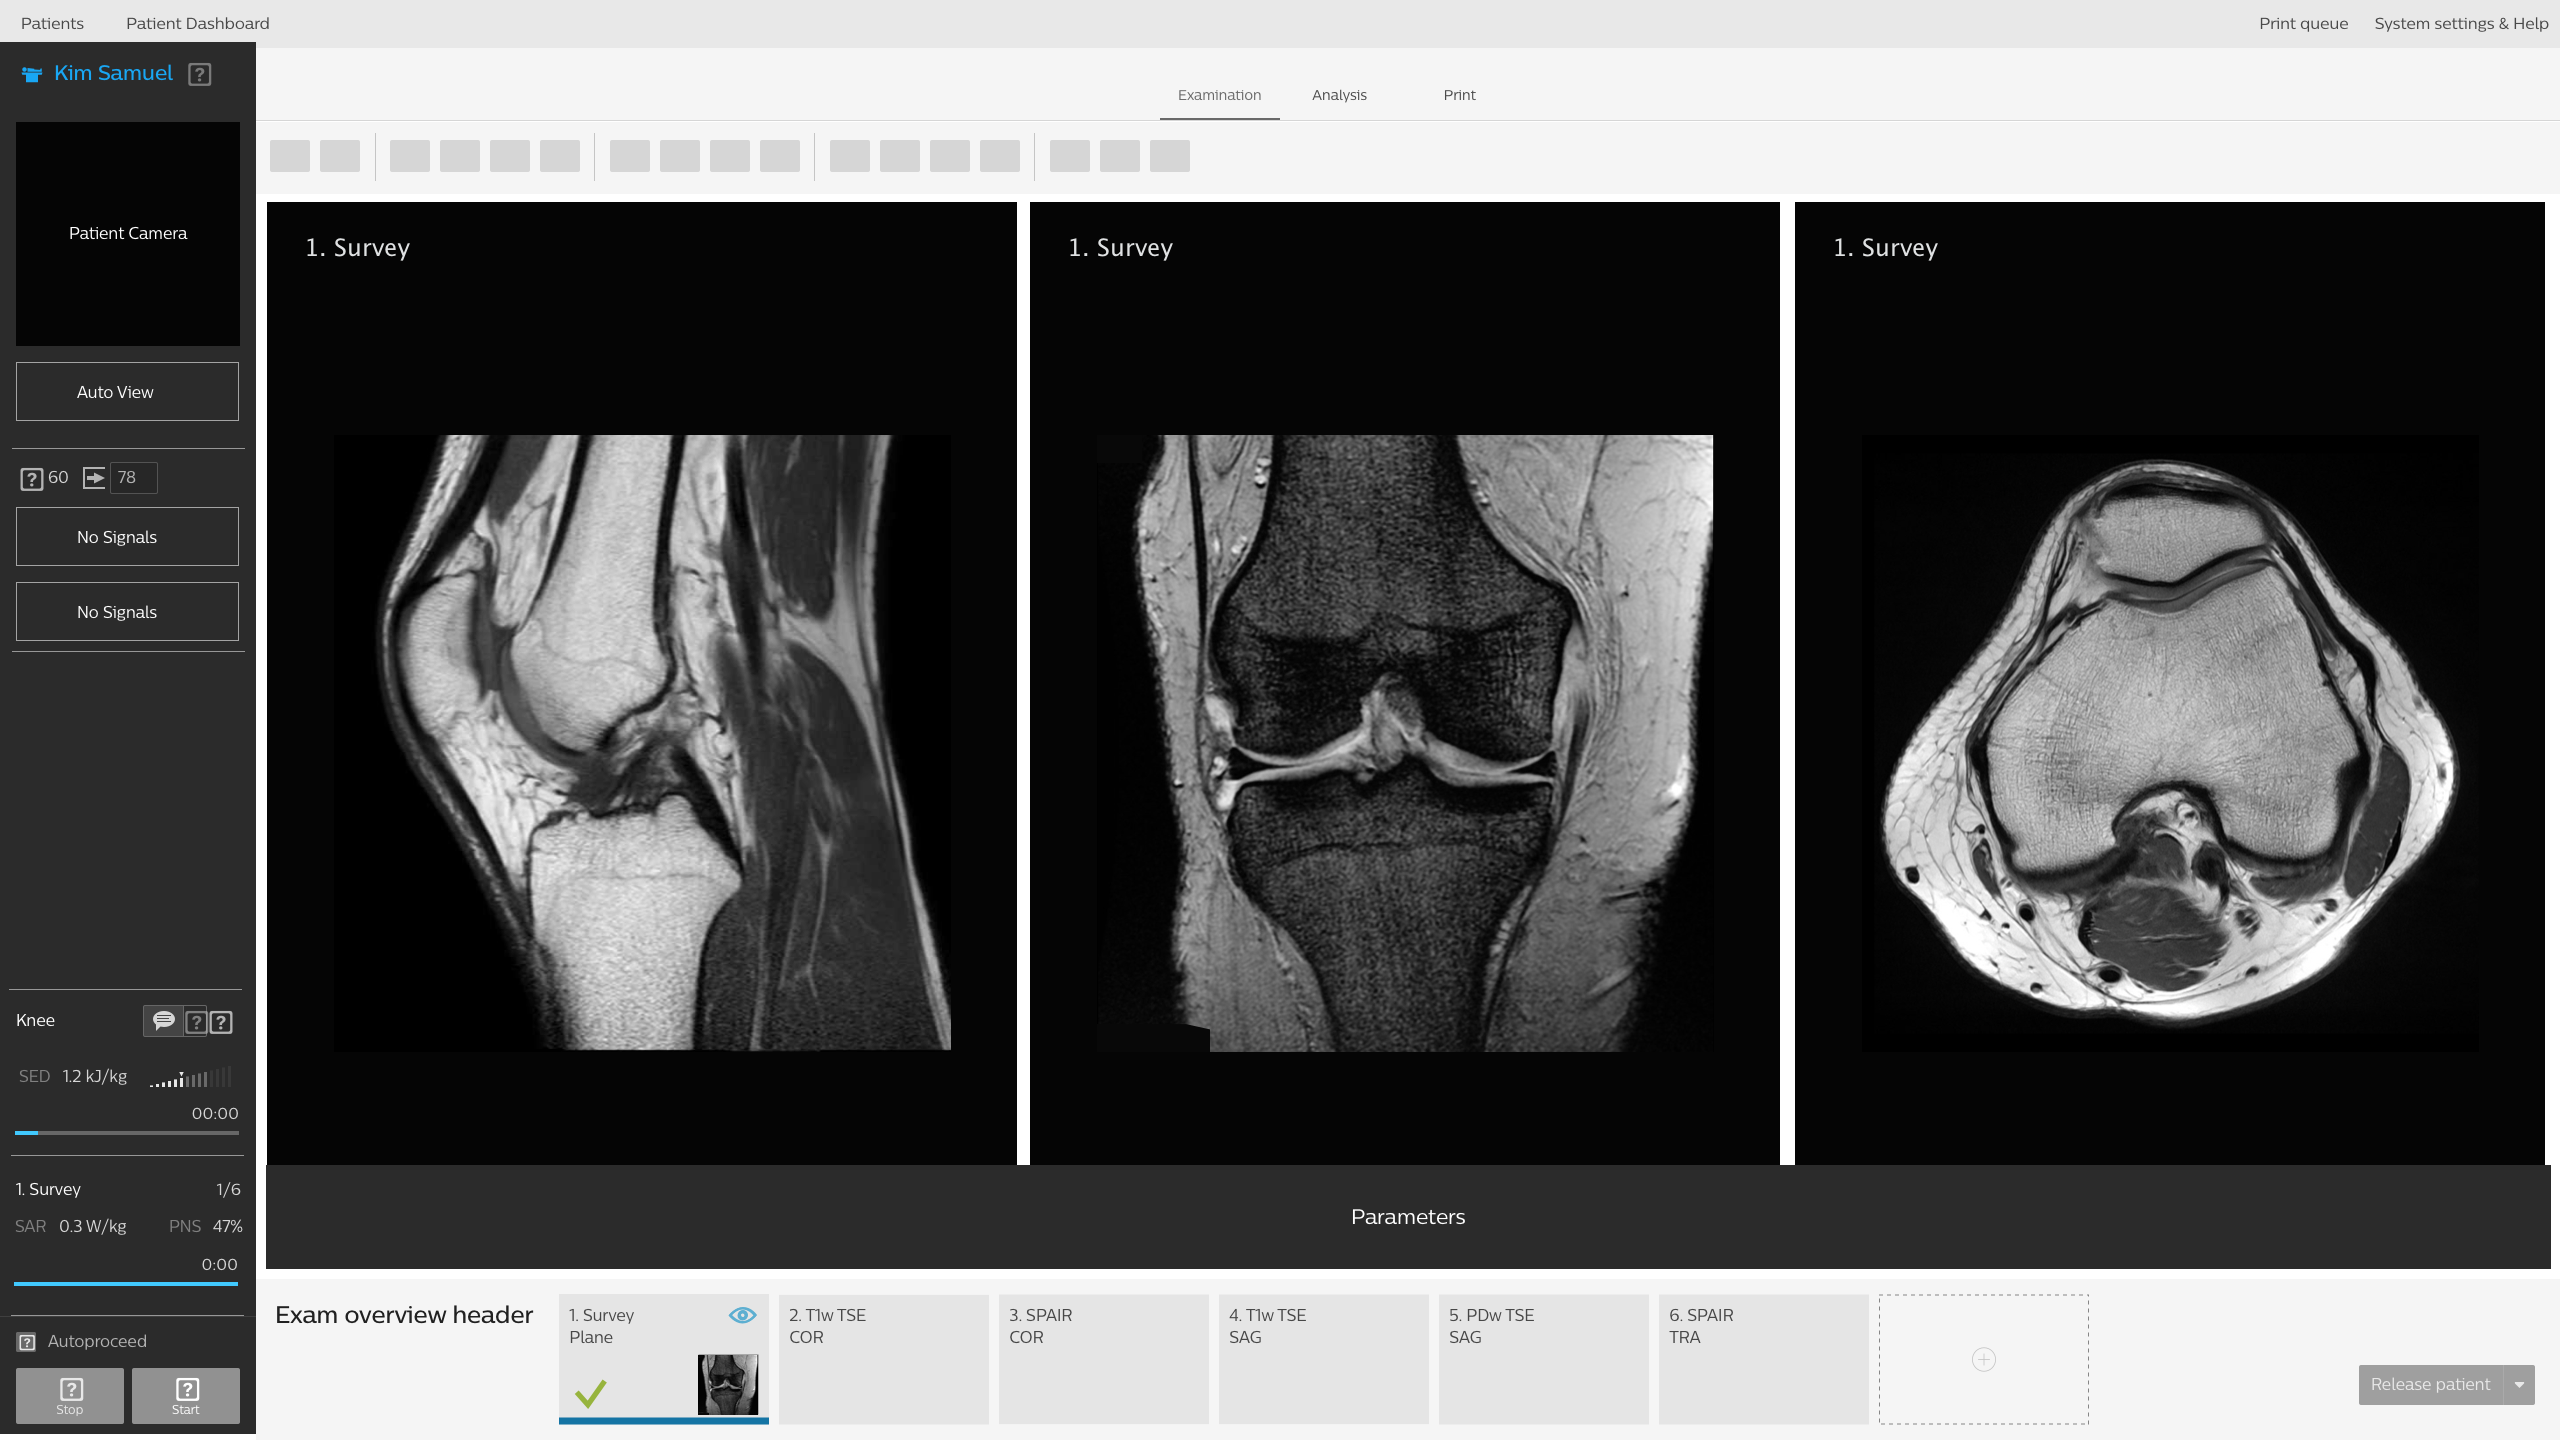 Patients
Patient Dashboard
Print queue
System settings & Help
Kim Samuel
Examination
Analysis
Print
Patient Camera
Auto View
60
78
No Signals
No Signals
Knee
SED 1.2 kJ/kg
00:00
1. Survey 1/6
SAR 0.3 W/kg PNS 47%
0:00
Autoproceed
Stop
Start
1. Survey
1. Survey
1. Survey
Parameters
Exam overview header
1. Survey
Plane
2. T1w TSE
COR
3. SPAIR
COR
4. T1w TSE
SAG
5. PDw TSE
SAG
6. SPAIR
TRA
Release patient